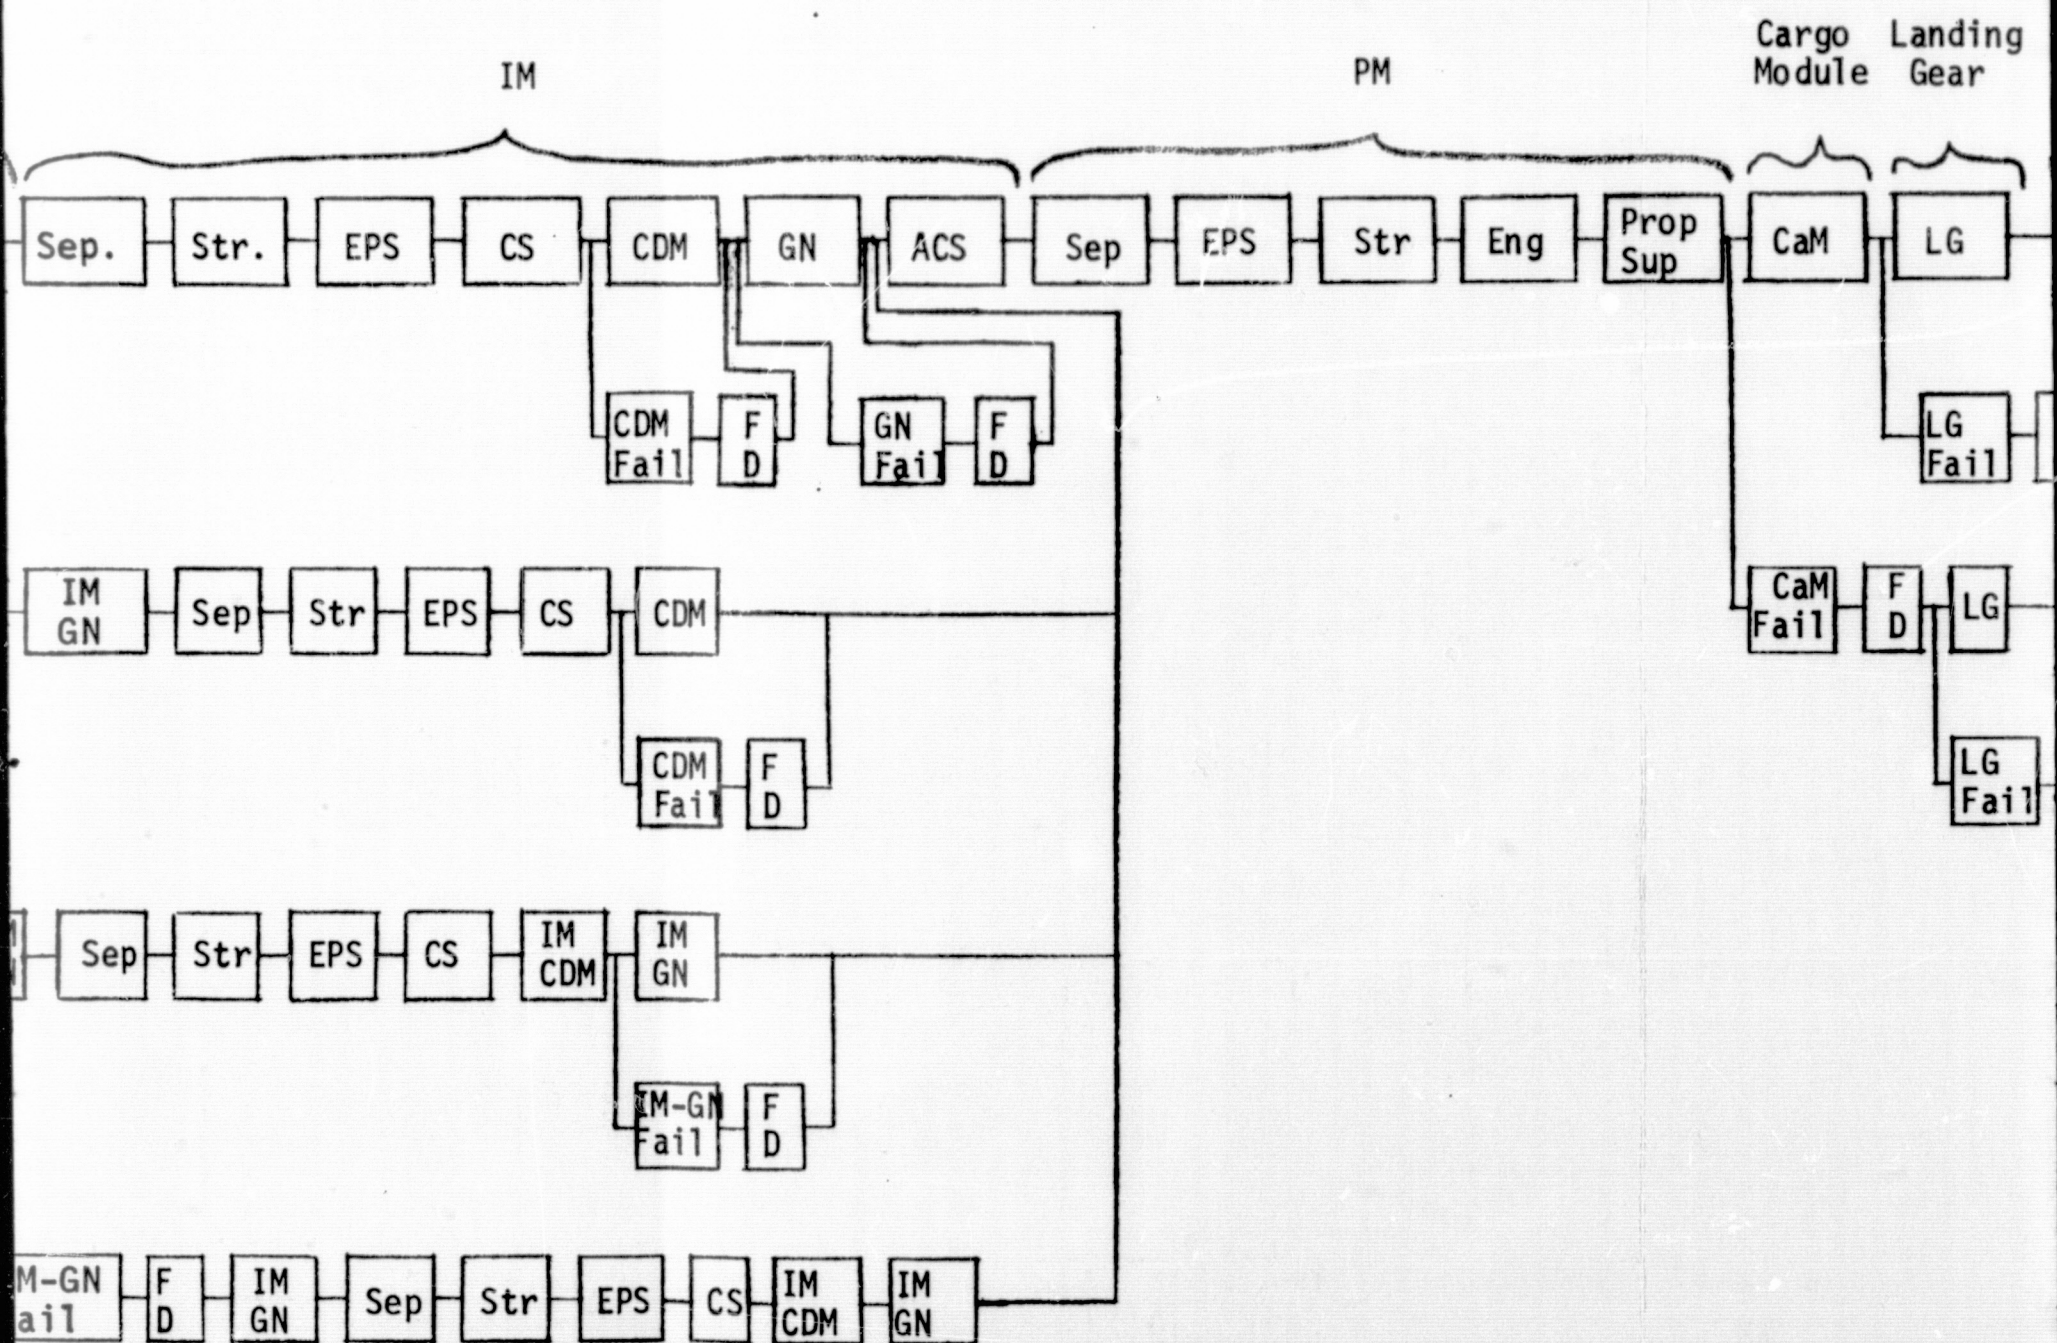 Cargo Landing
IM PM Module Gear
Sep. Str. EPS CS CDM GN ACS Sep EPS Str Eng Prop Sup CaM LG
CDM Fail F D GN Fail F D LG Fail
IM GN Sep Str EPS CS CDM CaM Fail F D LG
CDM Fail F D LG Fail
Sep Str EPS CS IM CDM IM GN
IM-GN Fail F D
M-GN ail F D IM GN Sep Str EPS CS IM CDM IM GN